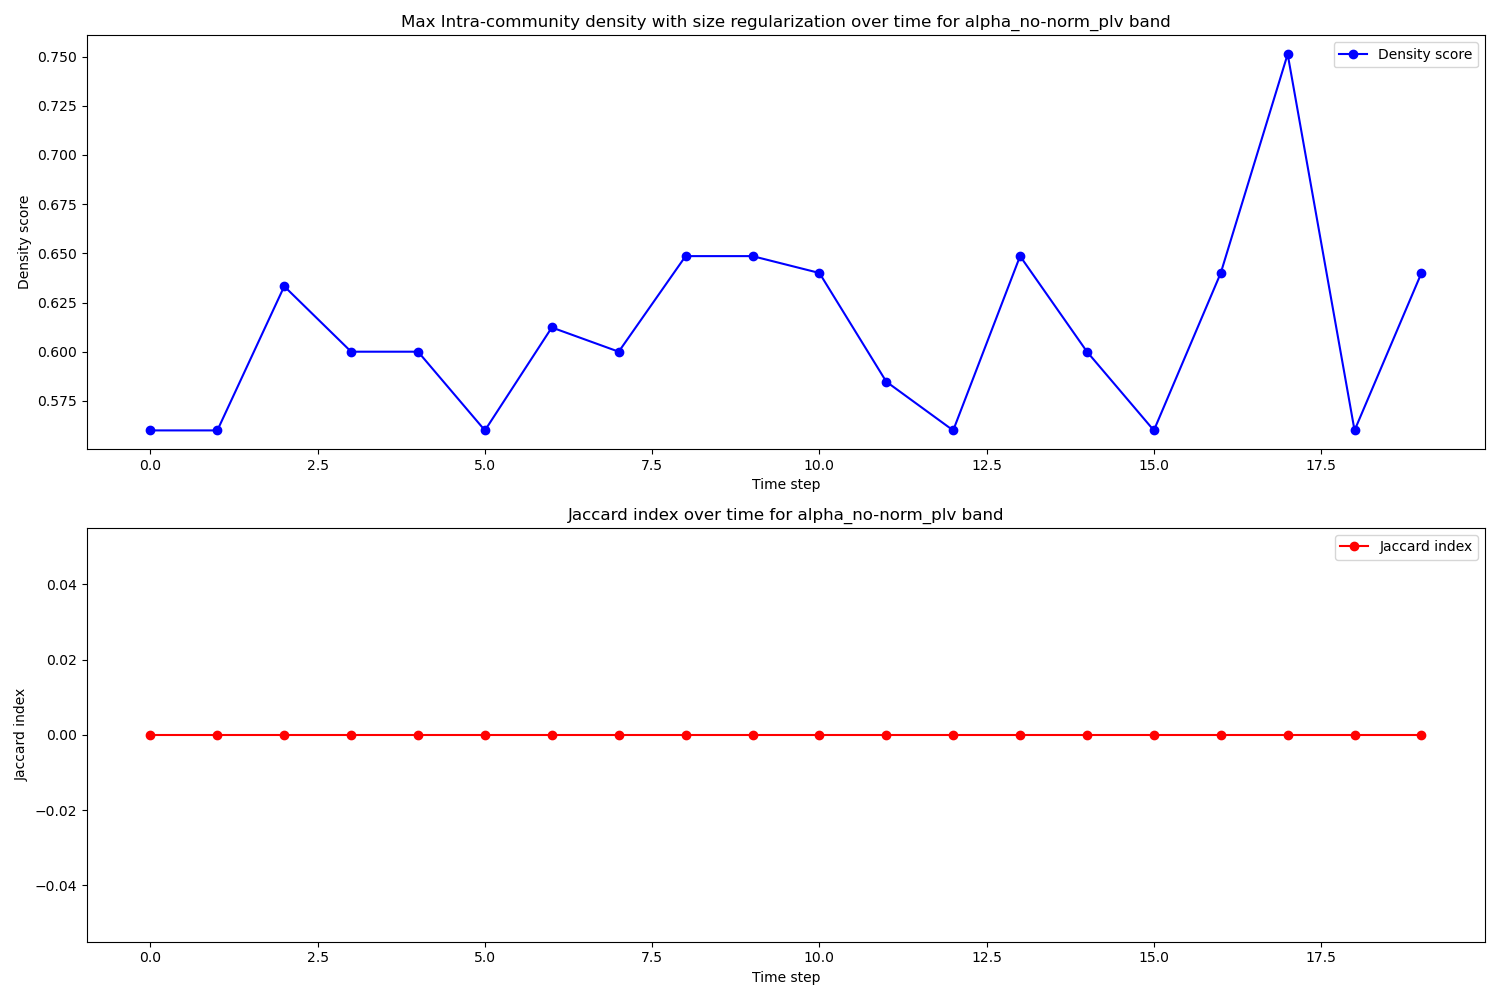 Max Intra-community density with size regularization over time for alpha_no-norm_plv band
Density score
0.750
0.725
0.700
0.675
0.650
0.625
0.600
0.575
Density score
0.0 2.5 5.0 7.5 10.0 12.5 15.0 17.5
Time step
Jaccard index over time for alpha_no-norm_plv band
Jaccard index
0.04
0.02
0.00
−0.02
−0.04
Jaccard index
0.0 2.5 5.0 7.5 10.0 12.5 15.0 17.5
Time step